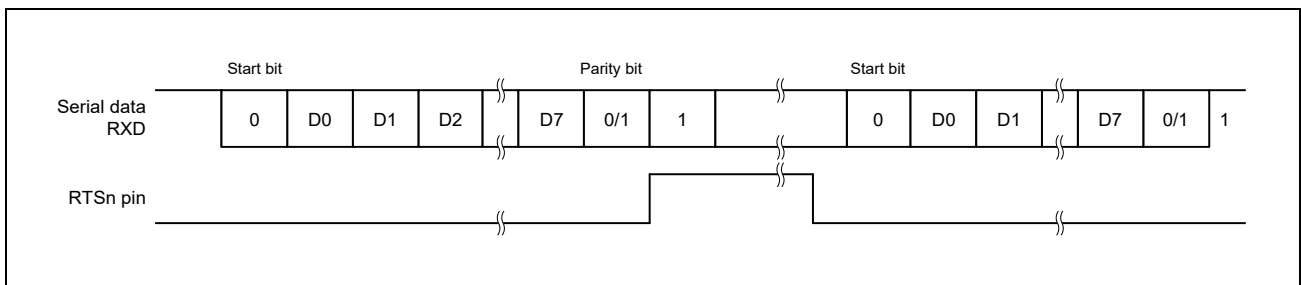 Start bit Parity bit Start bit
Serial data
RXD
0 D0 D1 D2 D7 0/1 1 0 D0 D1 D7 0/1 1
RTSn pin